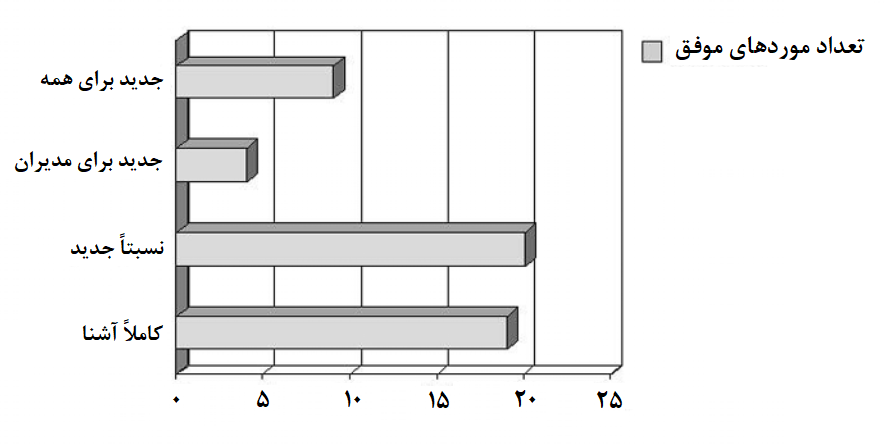 تعداد موردهای موفق
جدید برای همه
جدید برای مدیران
نسبتاً جدید
کاملاً آشنا
۰ ۵ ۱۰ ۱۵ ۲۰ ۲۵